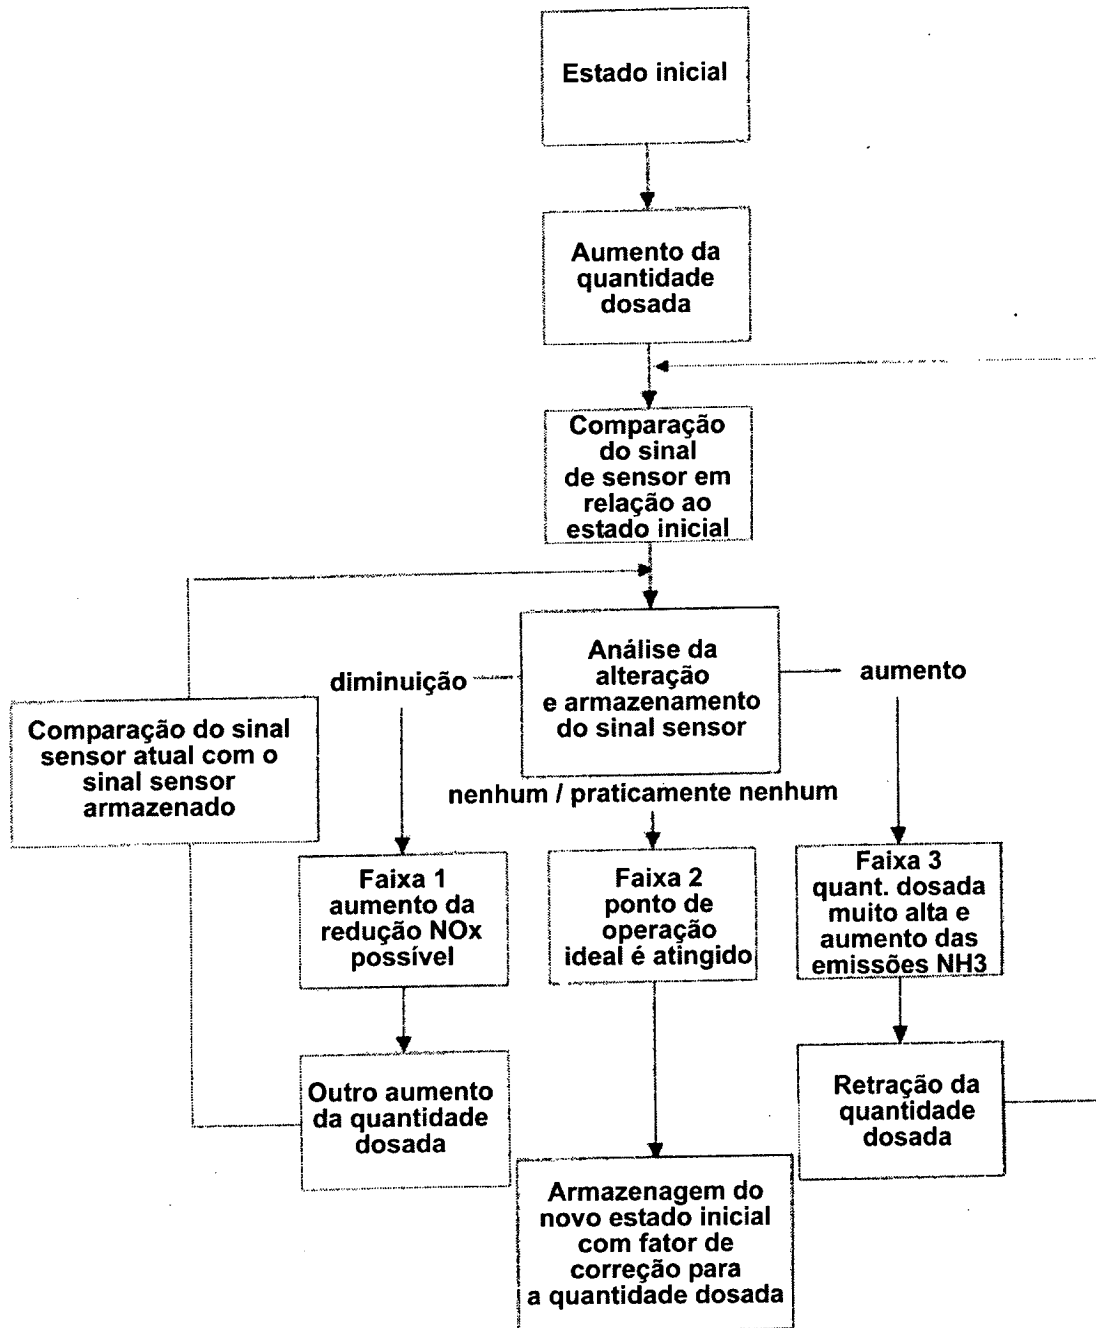 Estado inicial
Aumento da
quantidade
dosada
Comparação
do sinal
de sensor em
relação ao
estado inicial
Análise da
alteração
e armazenamento
do sinal sensor
diminuição
aumento
nenhum / praticamente nenhum
Comparação do sinal
sensor atual com o
sinal sensor
armazenado
Faixa 1
aumento da
redução NOx
possível
Faixa 2
ponto de
operação
ideal é atingido
Faixa 3
quant. dosada
muito alta e
aumento das
emissões NH3
Outro aumento
da quantidade
dosada
Retração da
quantidade
dosada
Armazenagem do
novo estado inicial
com fator de
correção para
a quantidade dosada